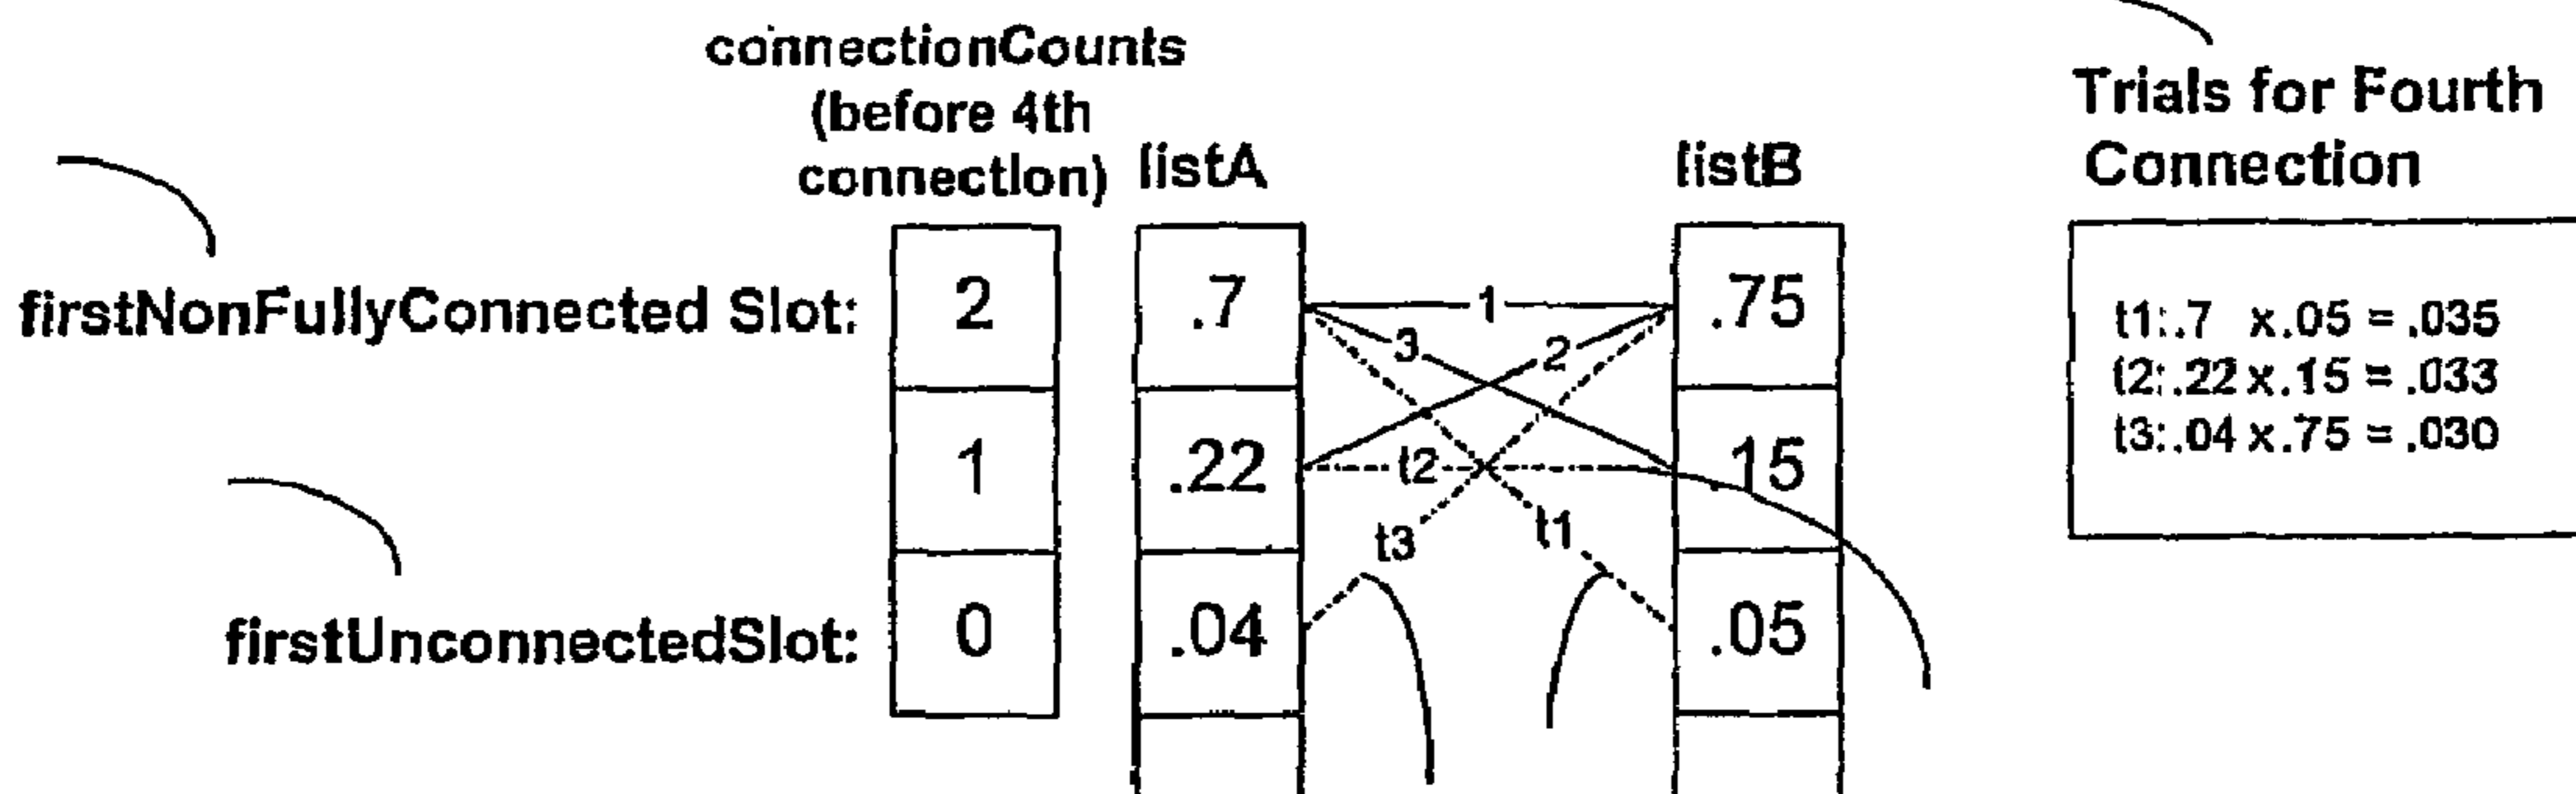 connectionCounts
(before 4th
connection)
listA
listB
Trials for Fourth
Connection
firstNonFullyConnected Slot:
2
.7
1
.75
3
2
t1:.7 x.05 = .035
t2:.22 x.15 = .033
t3:.04 x.75 = .030
1
.22
t2
.15
t3
t1
firstUnconnectedSlot:
0
.04
.05